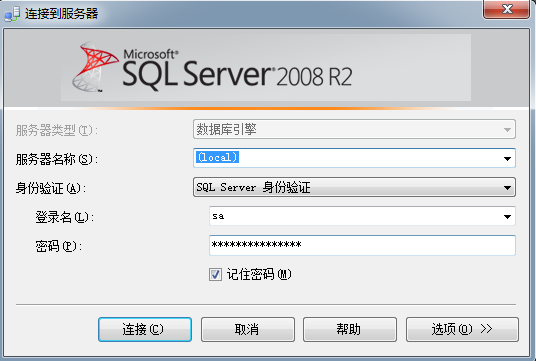 连接到服务器
Microsoft®
SQL Server® 2008 R2
服务器类型(T): 数据库引擎
服务器名称(S): (local)
身份验证(A): SQL Server 身份验证
登录名(L): sa
密码(P): ***************
记住密码(M)
连接(C) 取消 帮助 选项(O) >>